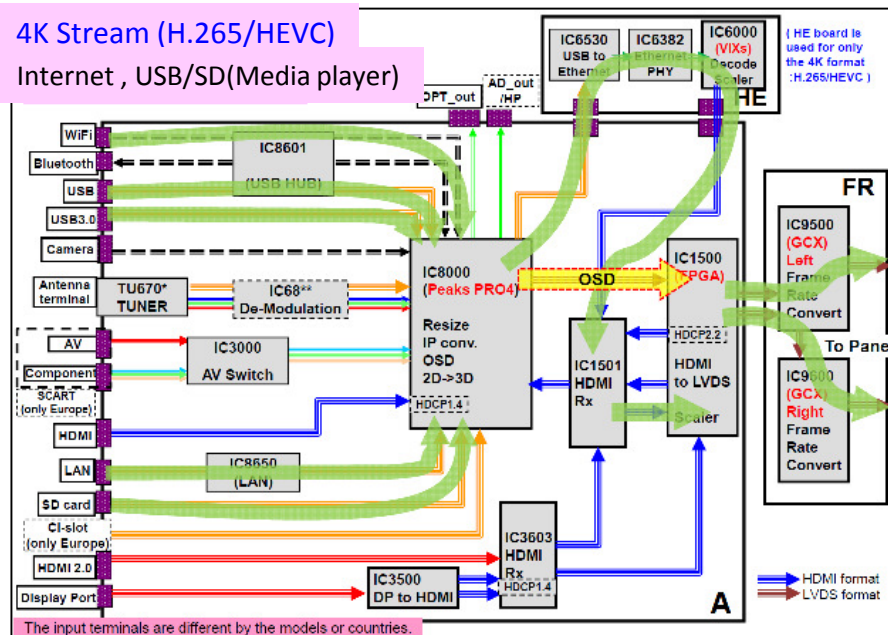 4K Stream (H.265/HEVC)
Internet , USB/SD(Media player)
OPT_out
AD_out
/HP
IC6530
USB to
Ethernet
IC6382
Ethernet
PHY
IC6000
(VIXs)
Decode
Scaler
HE
( HE board is
used for only
the 4K format
:H.265/HEVC )
WiFi
Bluetooth
USB
USB3.0
Camera
Antenna
terminal
AV
Component
SCART
(only Europe)
HDMI
LAN
SD card
CI-slot
(only Europe)
HDMI 2.0
Display Port
IC8601
(USB HUB)
TU670*
TUNER
IC68**
De-Modulation
IC3000
AV Switch
IC8650
(LAN)
IC8000
(Peaks PRO4)
Resize
IP conv.
OSD
2D->3D
HDCP1.4
OSD
IC1500
(FPGA)
HDCP2.2
HDMI
to LVDS
Scaler
IC1501
HDMI
Rx
IC3603
HDMI
Rx
HDCP1.4
IC3500
DP to HDMI
A
FR
IC9500
(GCX)
Left
Frame
Rate
Convert
To Pane
IC9600
(GCX)
Right
Frame
Rate
Convert
HDMI format
LVDS format
The input terminals are different by the models or countries.